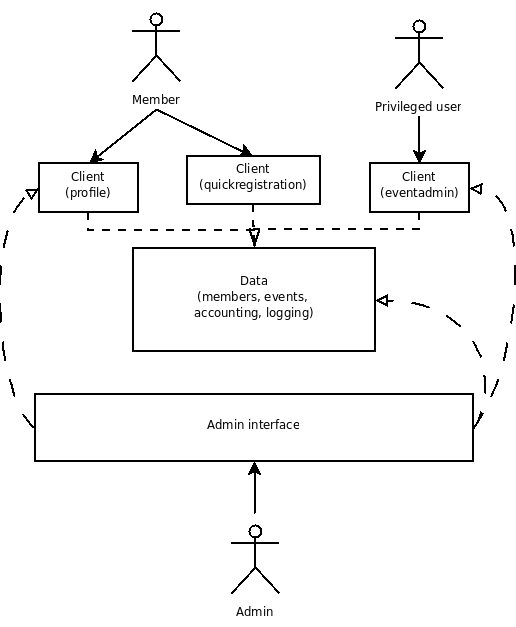 Member
Privileged user
Client
(profile)
Client
(quickregistration)
Client
(eventadmin)
Data
(members, events,
accounting, logging)
Admin interface
Admin